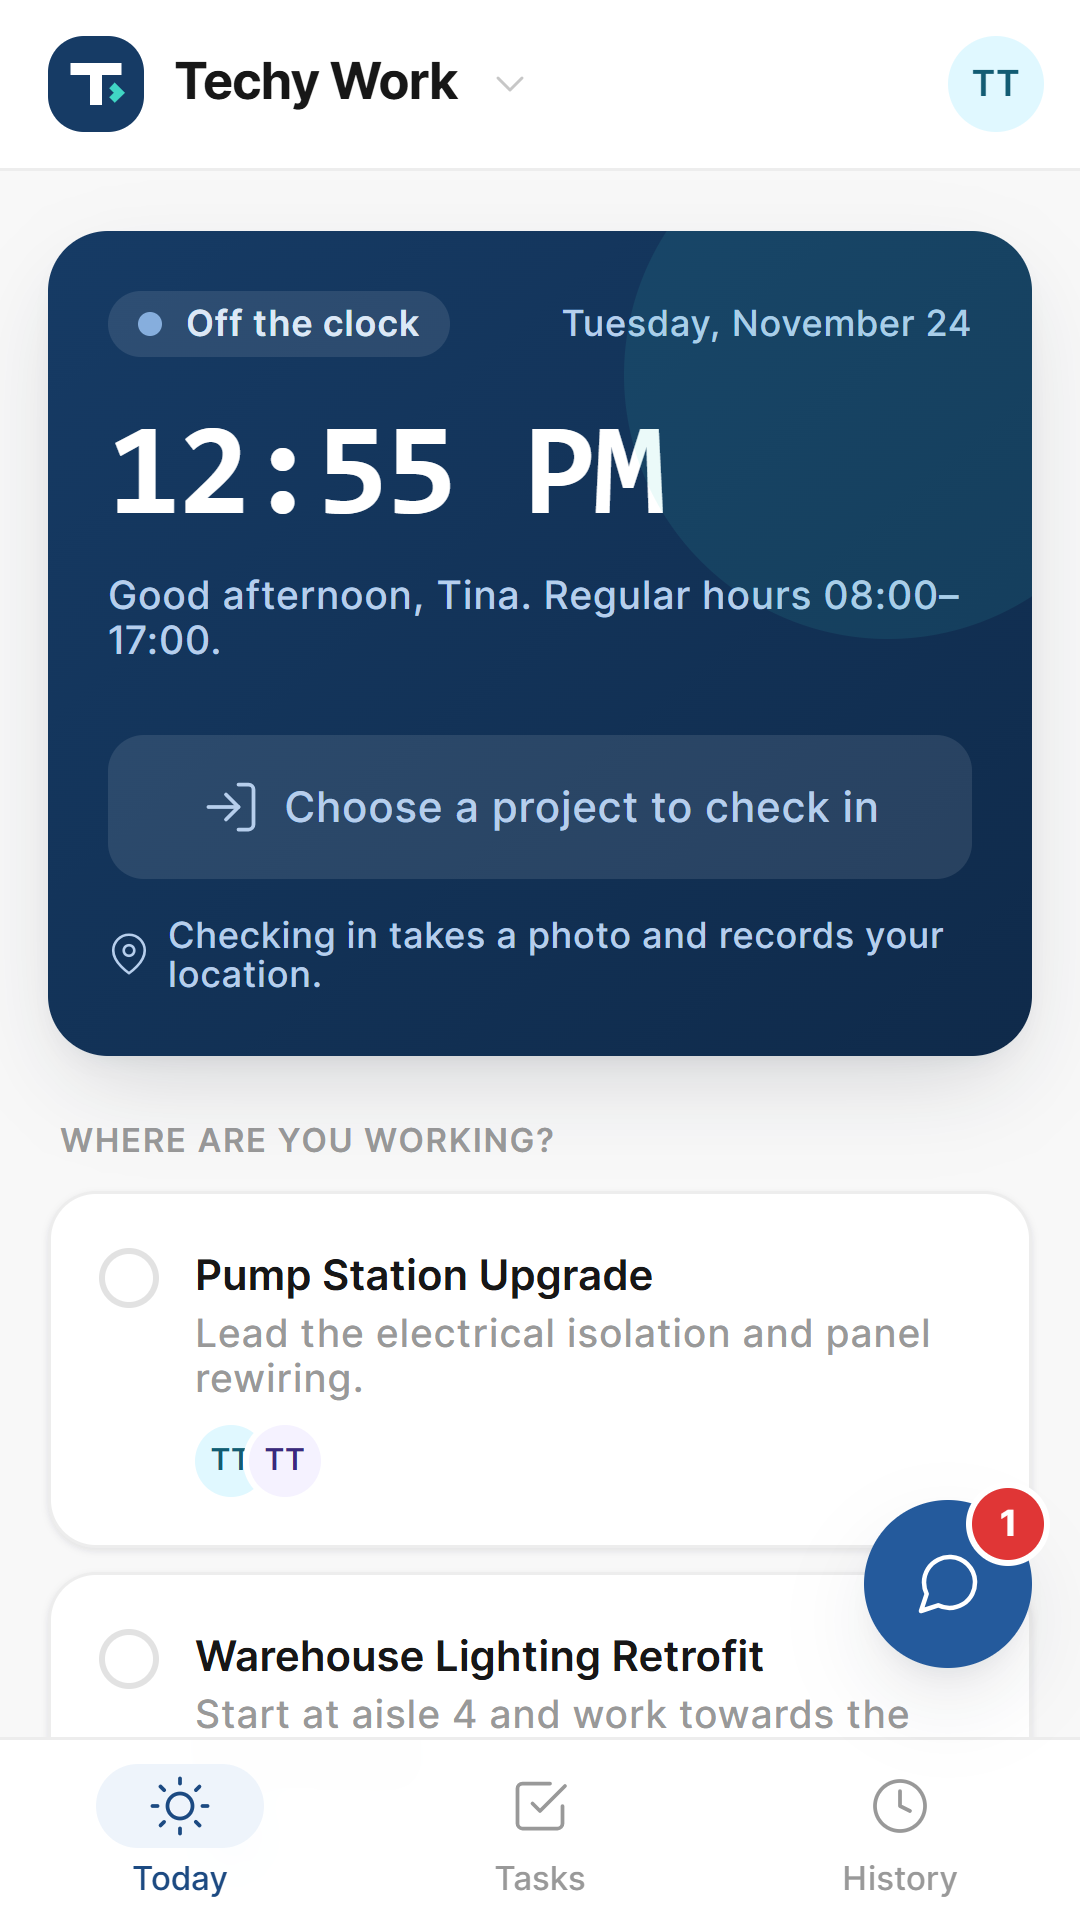 Techy Work
TT
Off the clock
Tuesday, November 24
12:55 PM
Good afternoon, Tina. Regular hours 08:00–
17:00.
Choose a project to check in
Checking in takes a photo and records your
location.
WHERE ARE YOU WORKING?
Pump Station Upgrade
Lead the electrical isolation and panel
rewiring.
TT TT
1
Warehouse Lighting Retrofit
Start at aisle 4 and work towards the
Today
Tasks
History